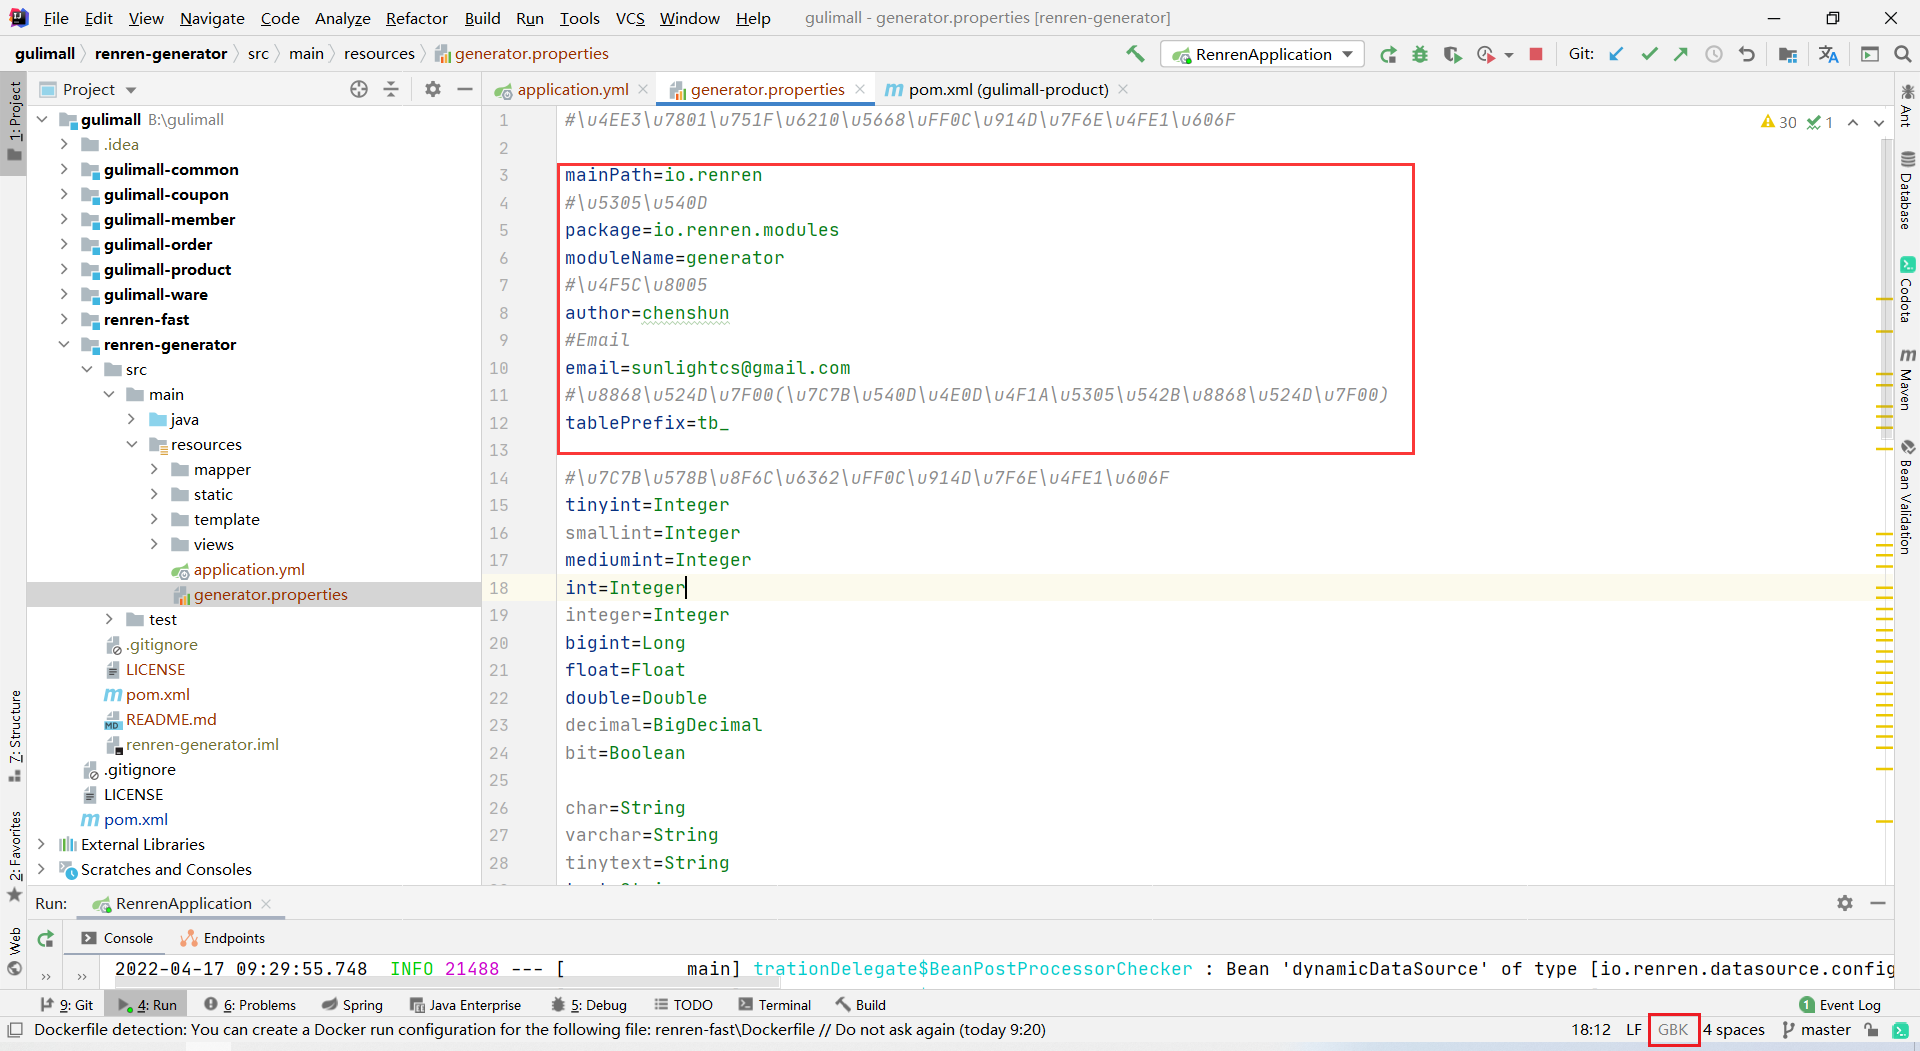 File Edit View Navigate Code Analyze Refactor Build Run Tools VCS Window Help gulimall - generator.properties [renren-generator]
gulimall renren-generator src main resources generator.properties RenrenApplication Git:
1: Project
Project
application.yml generator.properties pom.xml (gulimall-product)
gulimall B:\gulimall
.idea
gulimall-common
gulimall-coupon
gulimall-member
gulimall-order
gulimall-product
gulimall-ware
renren-fast
renren-generator
src
main
java
resources
mapper
static
template
views
application.yml
generator.properties
test
.gitignore
LICENSE
pom.xml
README.md
renren-generator.iml
.gitignore
LICENSE
pom.xml
External Libraries
Scratches and Consoles
7: Structure
2: Favorites
Web
30 1
1 #\u4EE3\u7801\u751F\u6210\u5668\uFF0C\u914D\u7F6E\u4FE1\u606F
2
3 mainPath=io.renren
4 #\u5305\u540D
5 package=io.renren.modules
6 moduleName=generator
7 #\u4F5C\u8005
8 author=chenshun
9 #Email
10 email=sunlightcs@gmail.com
11 #\u8868\u524D\u7F00(\u7C7B\u540D\u4E0D\u4F1A\u5305\u542B\u8868\u524D\u7F00)
12 tablePrefix=tb_
13
14 #\u7C7B\u578B\u8F6C\u6362\uFF0C\u914D\u7F6E\u4FE1\u606F
15 tinyint=Integer
16 smallint=Integer
17 mediumint=Integer
18 int=Integer
19 integer=Integer
20 bigint=Long
21 float=Float
22 double=Double
23 decimal=BigDecimal
24 bit=Boolean
25
26 char=String
27 varchar=String
28 tinytext=String
Ant
Database
Codota
Maven
Bean Validation
Run: RenrenApplication
Console Endpoints
2022-04-17 09:29:55.748 INFO 21488 --- [ main] trationDelegate$BeanPostProcessorChecker : Bean 'dynamicDataSource' of type [io.renren.datasource.config
9: Git 4: Run 6: Problems Spring Java Enterprise 5: Debug TODO Terminal Build 1 Event Log
Dockerfile detection: You can create a Docker run configuration for the following file: renren-fast\Dockerfile // Do not ask again (today 9:20) 18:12 LF GBK 4 spaces master